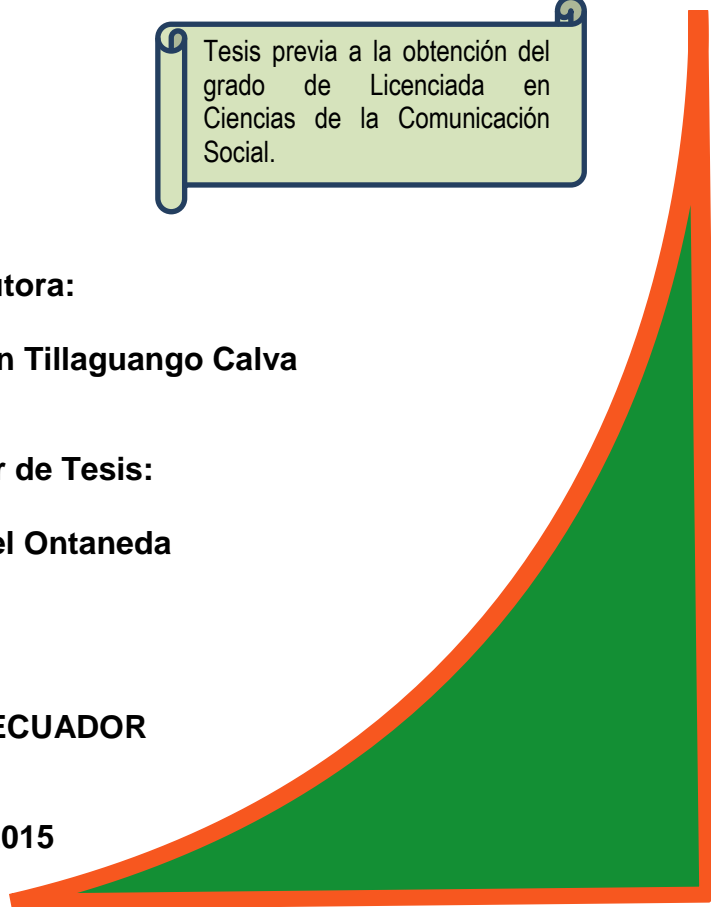 Tesis previa a la obtención del
grado de Licenciada en
Ciencias de la Comunicación
Social.
utora:
n Tillaguango Calva
r de Tesis:
el Ontaneda
ECUADOR
015